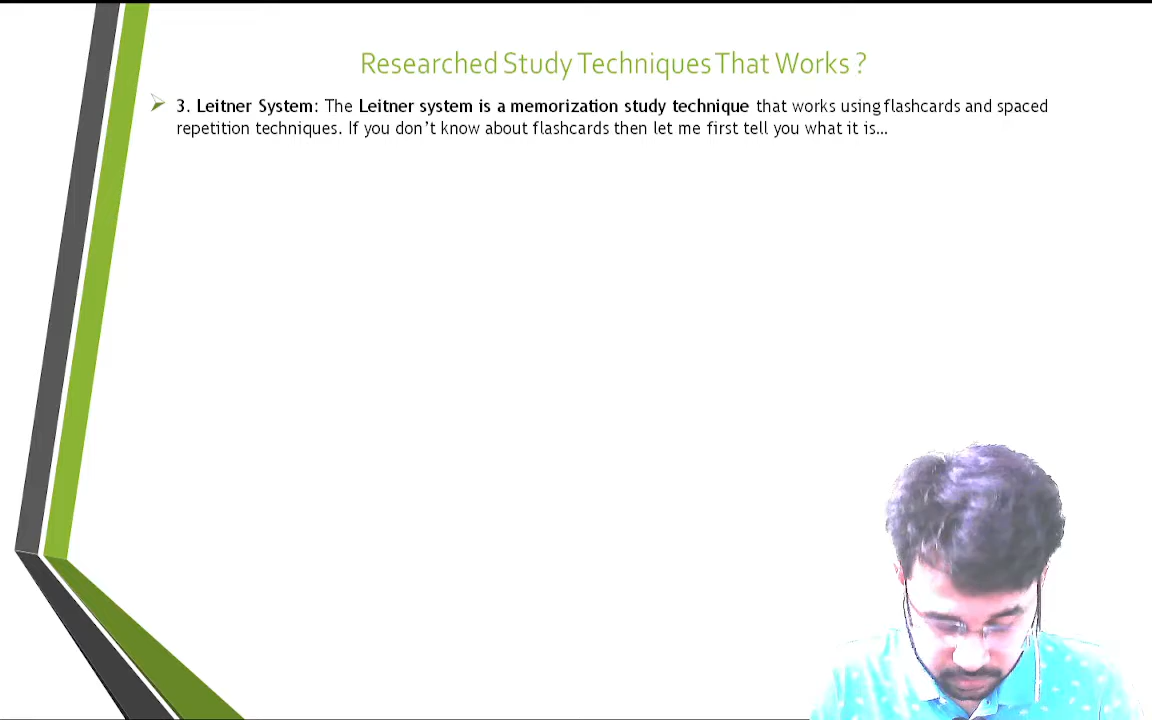 Researched Study Techniques That Works ?
3. Leitner System: The Leitner system is a memorization study technique that works using flashcards and spaced
repetition techniques. If you don’t know about flashcards then let me first tell you what it is...